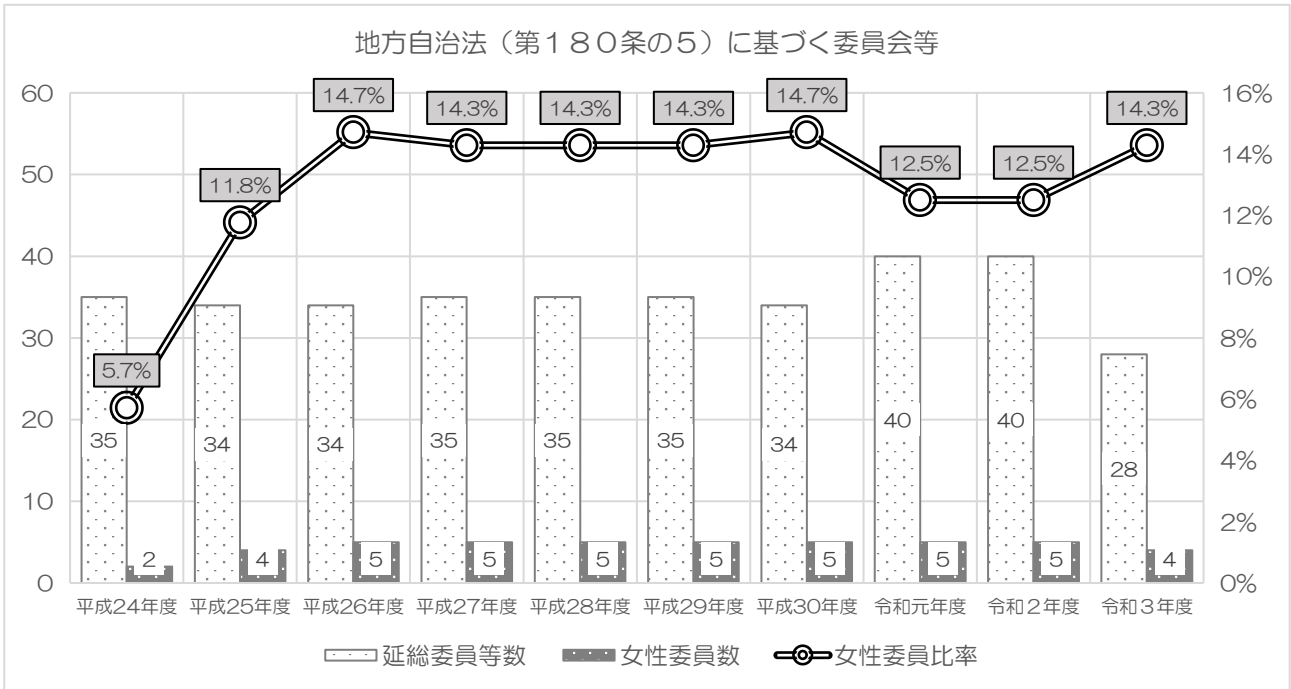 地方自治法（第１８０条の５）に基づく委員会等
60 14.7% 14.3% 14.3% 14.3% 14.7% 14.3% 16%
50 11.8% 12.5% 12.5% 14%
12%
40 10%
30 5.7% 8%
20 35 34 34 35 35 35 34 40 40 28 6%
4%
10 2 4 5 5 5 5 5 5 5 4 2%
0 0%
平成24年度 平成25年度 平成26年度 平成27年度 平成28年度 平成29年度 平成30年度 令和元年度 令和２年度 令和３年度
延総委員等数 女性委員数 女性委員比率